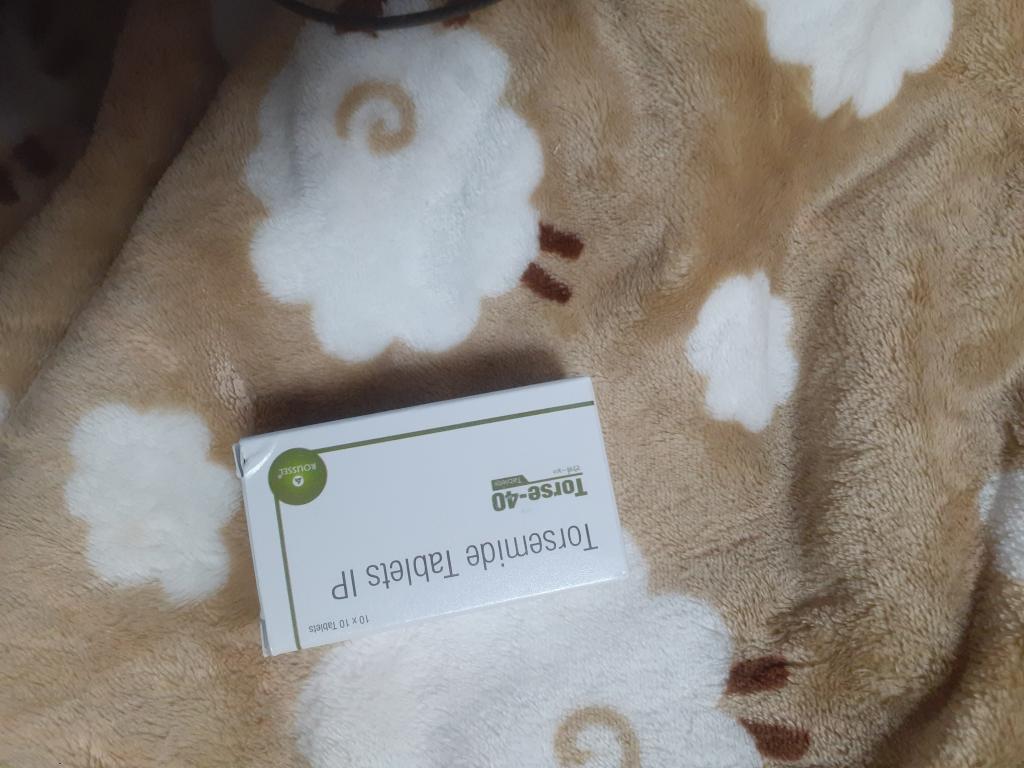 10 x 10 Tablets
Torsemide Tablets IP
Torse-40
Tablets
ROUSSEL